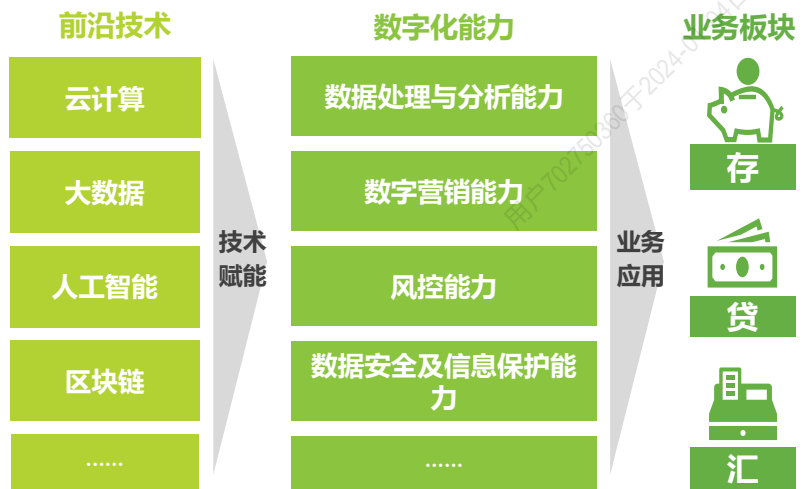 前沿技术
云计算
大数据
人工智能
区块链
......
技术
赋能
数字化能力
数据处理与分析能力
数字营销能力
风控能力
数据安全及信息保护能
力
......
业务
应用
业务板块
存
贷
汇